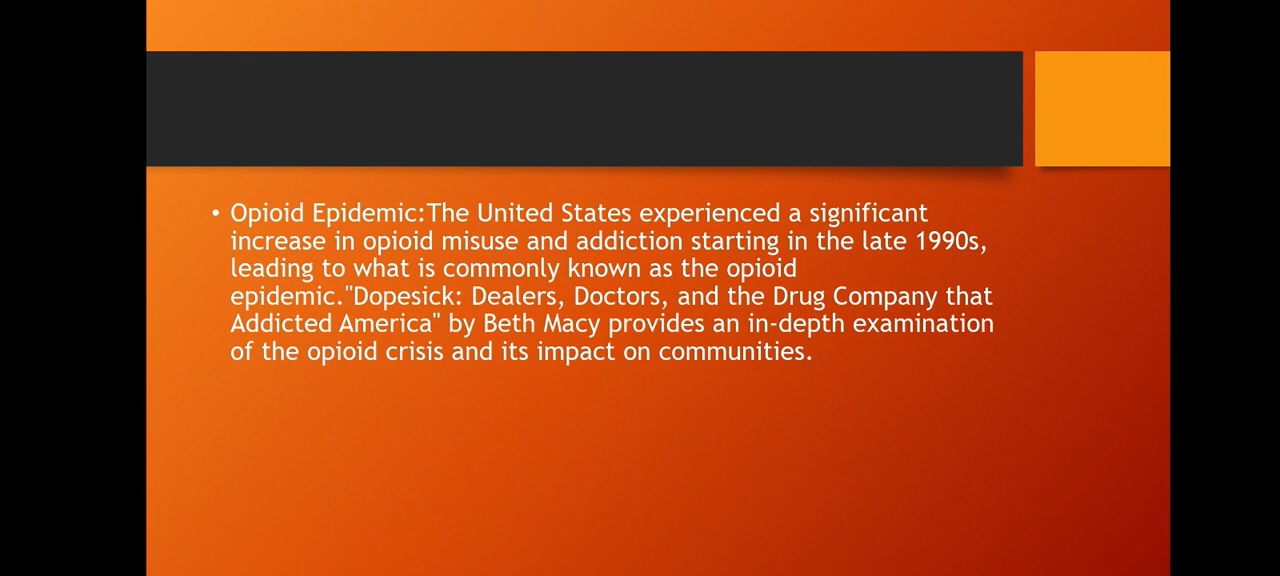 • Opioid Epidemic:The United States experienced a significant
increase in opioid misuse and addiction starting in the late 1990s,
leading to what is commonly known as the opioid
epidemic."Dopesick: Dealers, Doctors, and the Drug Company that
Addicted America" by Beth Macy provides an in-depth examination
of the opioid crisis and its impact on communities.